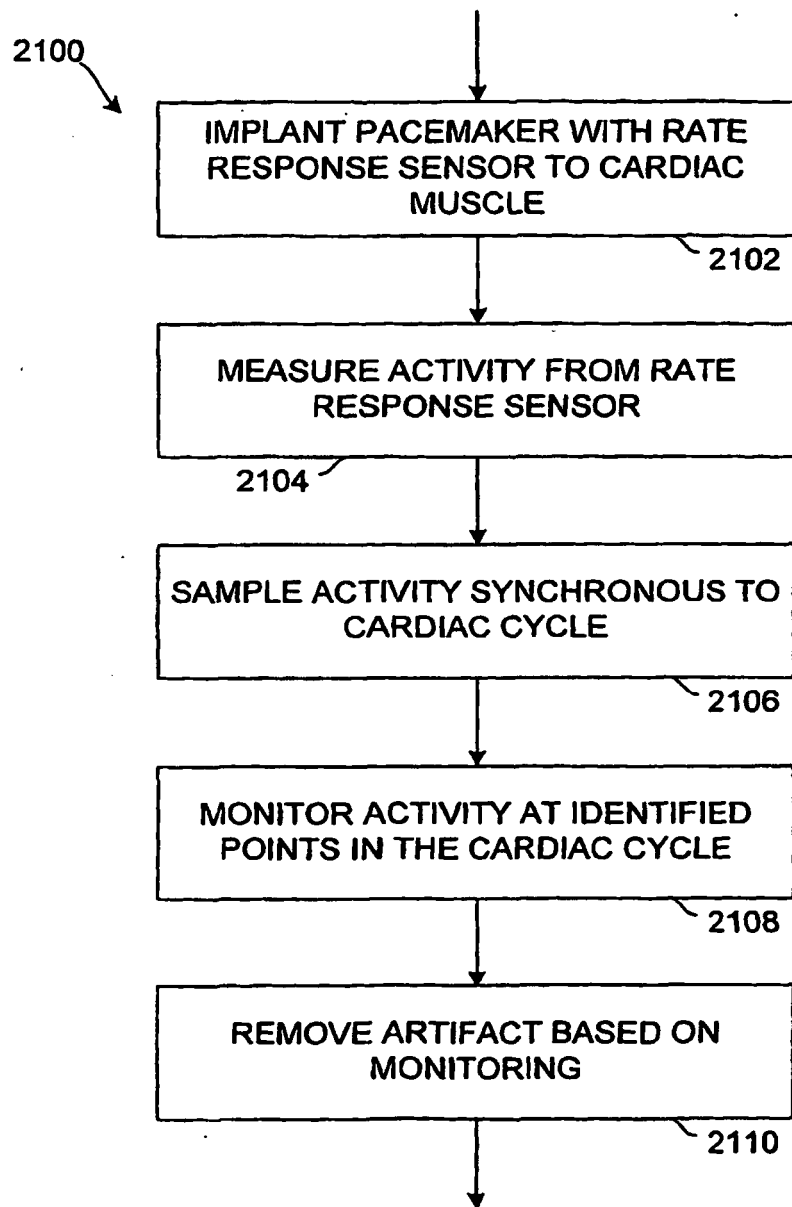 2100
IMPLANT PACEMAKER WITH RATE
RESPONSE SENSOR TO CARDIAC
MUSCLE
2102
MEASURE ACTIVITY FROM RATE
RESPONSE SENSOR
2104
SAMPLE ACTIVITY SYNCHRONOUS TO
CARDIAC CYCLE
2106
MONITOR ACTIVITY AT IDENTIFIED
POINTS IN THE CARDIAC CYCLE
2108
REMOVE ARTIFACT BASED ON
MONITORING
2110